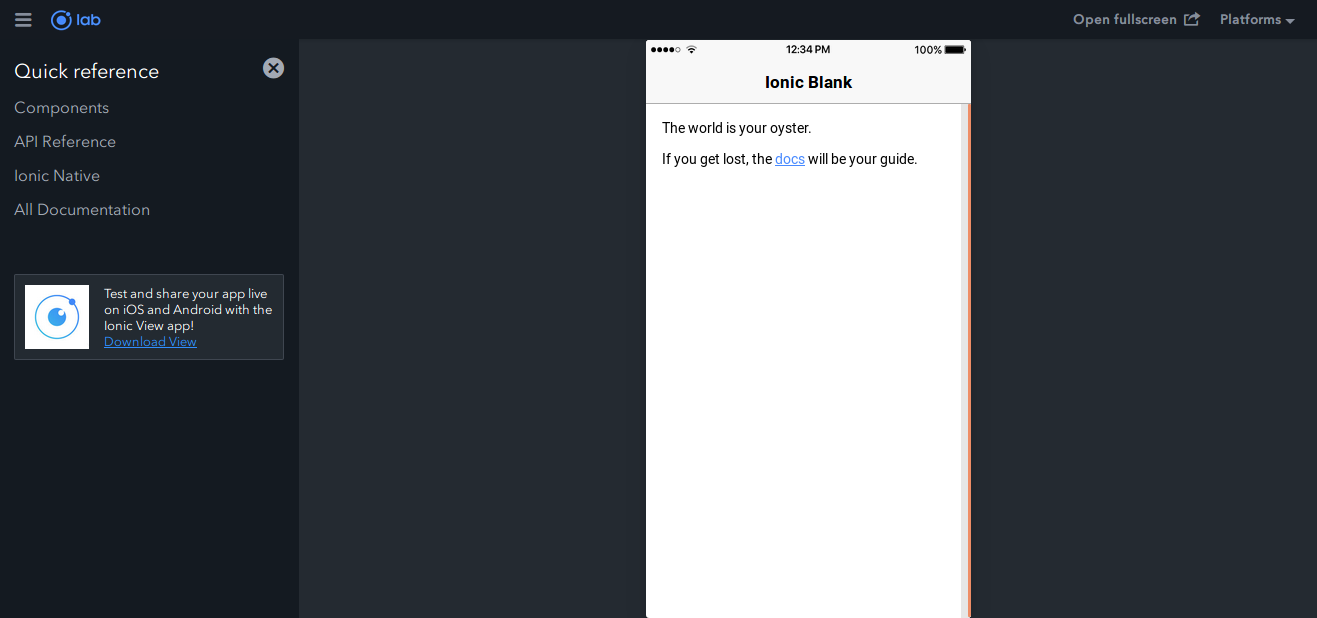 lab
Open fullscreen
Platforms
Quick reference
Components
API Reference
Ionic Native
All Documentation
Test and share your app live
on iOS and Android with the
Ionic View app!
Download View
12:34 PM
100%
Ionic Blank
The world is your oyster.
If you get lost, the docs will be your guide.